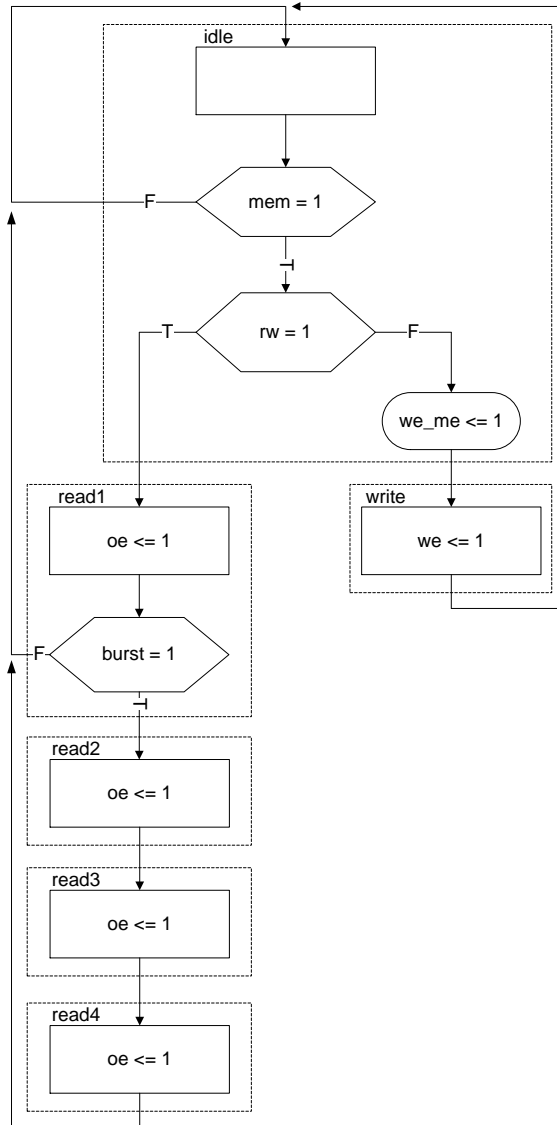 idle
F
mem = 1
T
T
rw = 1
F
we_me <= 1
read1
write
oe <= 1
we <= 1
F
burst = 1
T
read2
oe <= 1
read3
oe <= 1
read4
oe <= 1